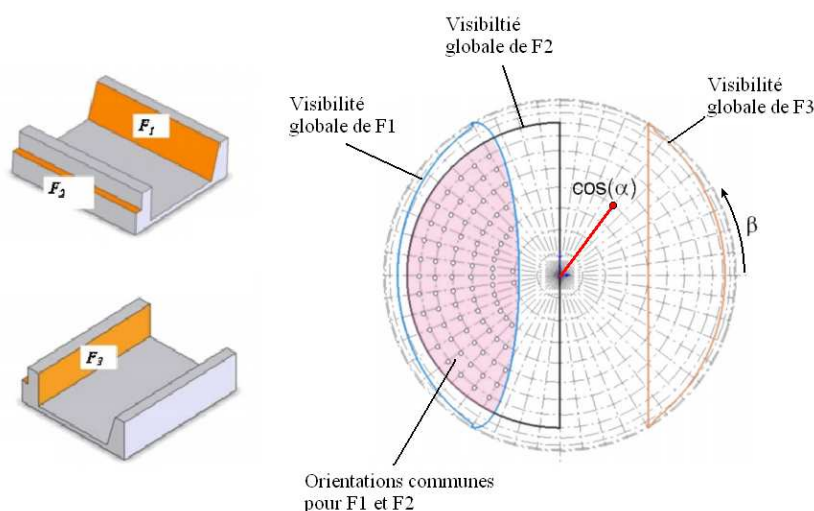 F1
F2
F3
Visibiltié
globale de F2
Visibilité
globale de F1
Visibilité
globale de F3
cos(α)
β
Orientations communes
pour F1 et F2